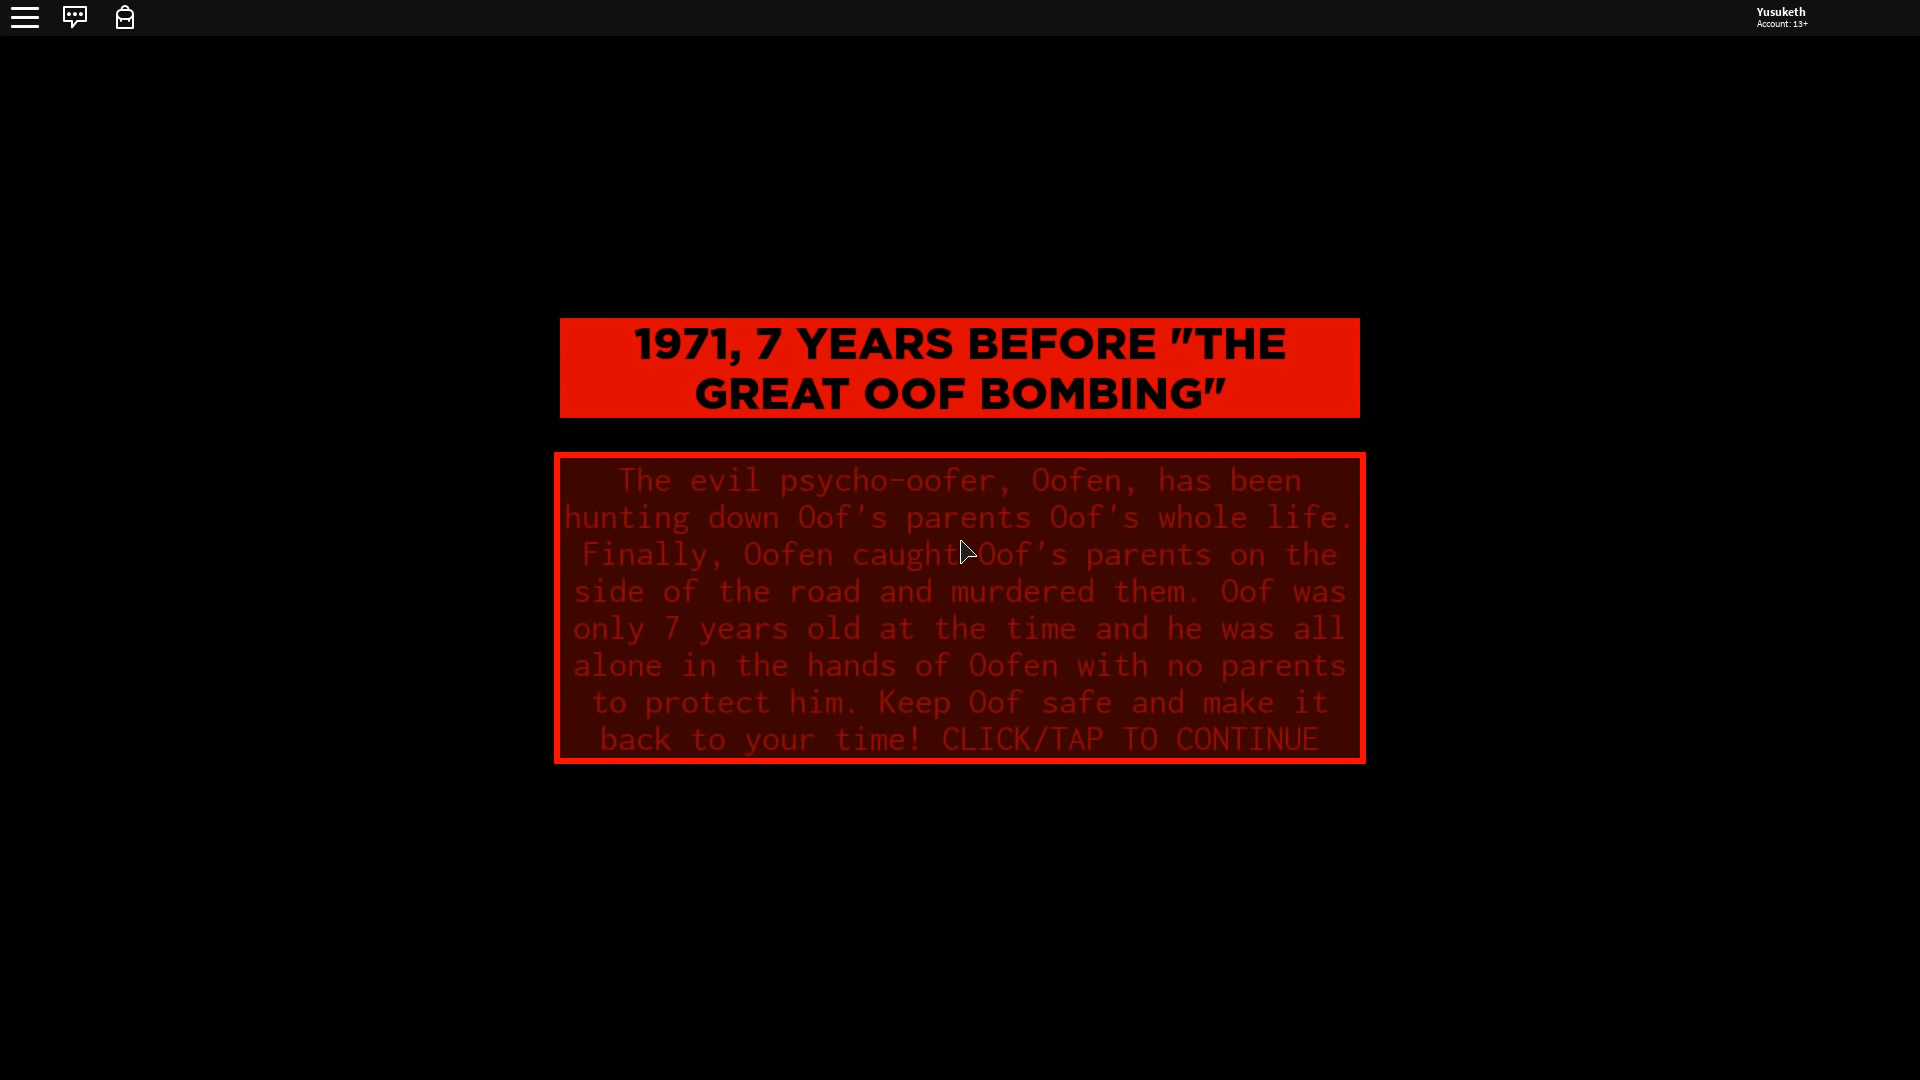 Yusuketh
Account: 13+
1971, 7 YEARS BEFORE "THE
GREAT OOF BOMBING"
The evil psycho-oofer, Oofen, has been
hunting down Oof's parents Oof's whole life.
Finally, Oofen caught Oof's parents on the
side of the road and murdered them. Oof was
only 7 years old at the time and he was all
alone in the hands of Oofen with no parents
to protect him. Keep Oof safe and make it
back to your time! CLICK/TAP TO CONTINUE